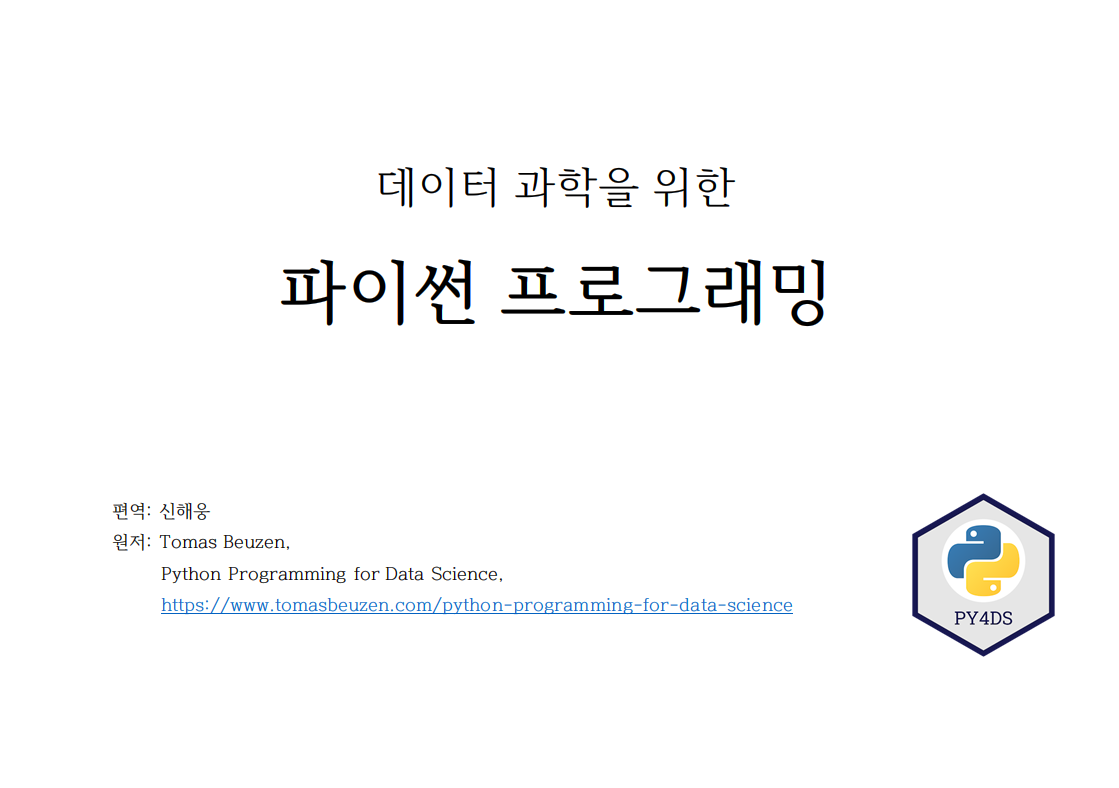 데이터 과학을 위한
파이썬 프로그래밍
편역: 신해웅
원저: Tomas Beuzen,
Python Programming for Data Science,
https://www.tomasbeuzen.com/python-programming-for-data-science
PY4DS